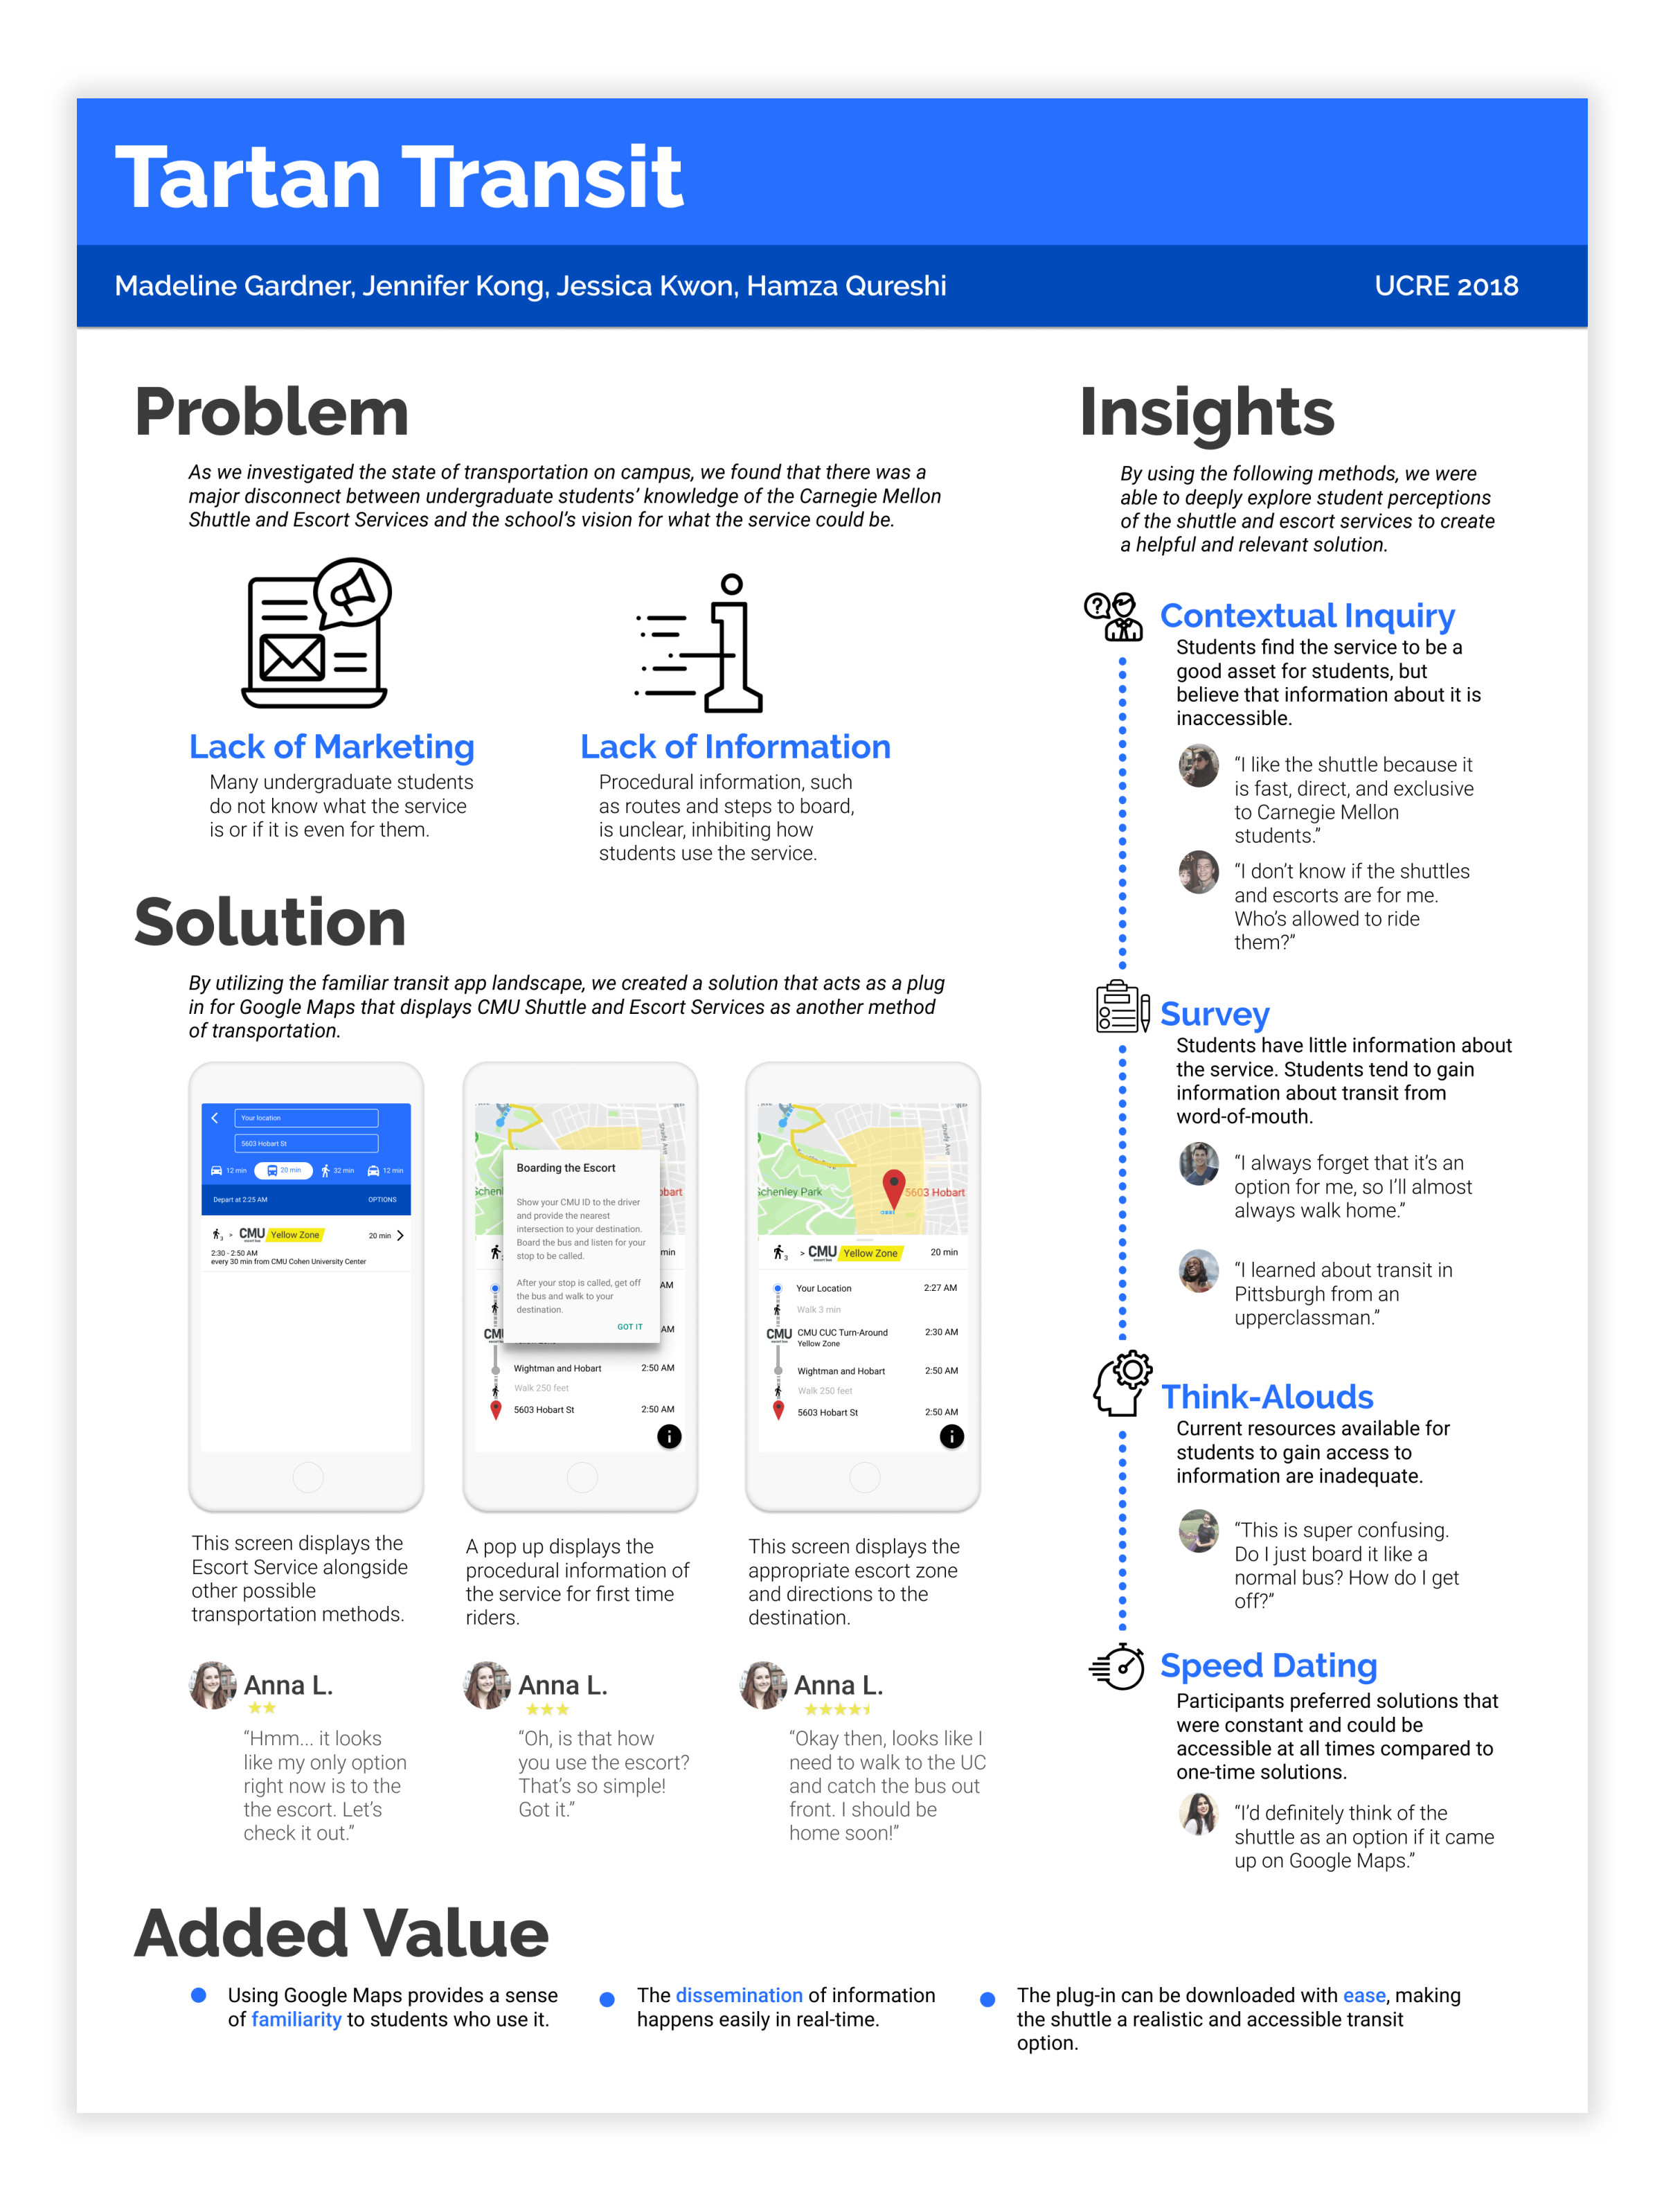 Tartan Transit
Madeline Gardner, Jennifer Kong, Jessica Kwon, Hamza Qureshi
UCRE 2018
Problem
As we investigated the state of transportation on campus, we found that there was a
major disconnect between undergraduate students' knowledge of the Carnegie Mellon
Shuttle and Escort Services and the school's vision for what the service could be.
Lack of Marketing
Many undergraduate students
do not know what the service
is or if it is even for them.
Lack of Information
Procedural information, such
as routes and steps to board,
is unclear, inhibiting how
students use the service.
Solution
By utilizing the familiar transit app landscape, we created a solution that acts as a plug
in for Google Maps that displays CMU Shuttle and Escort Services as another method
of transportation.
Your location
5603 Hobart St
12 min
20 min
32 min
12 min
Depart at 2:25 AM
OPTIONS
3 > CMU Yellow Zone
20 min
2:30 - 2:50 AM
every 30 min from CMU Cohen University Center
This screen displays the
Escort Service alongside
other possible
transportation methods.
Anna L.
"Hmm... it looks
like my only option
right now is to the
the escort. Let's
check it out."
Shady Ave
Boarding the Escort
Show your CMU ID to the driver
and provide the nearest
intersection to your destination.
Board the bus and listen for your
stop to be called.
After your stop is called, get off
the bus and walk to your
destination.
GOT IT
min
AM
AM
Wightman and Hobart
2:50 AM
Walk 250 feet
5603 Hobart St
2:50 AM
i
A pop up displays the
procedural information of
the service for first time
riders.
Anna L.
"Oh, is that how
you use the escort?
That's so simple!
Got it."
Shady Ave
Schenley Park
5603 Hobart
3 > CMU Yellow Zone
20 min
Your Location
2:27 AM
Walk 3 min
CMU
CMU CUC Turn-Around
2:30 AM
Yellow Zone
Wightman and Hobart
2:50 AM
Walk 250 feet
5603 Hobart St
2:50 AM
i
This screen displays the
appropriate escort zone
and directions to the
destination.
Anna L.
"Okay then, looks like I
need to walk to the UC
and catch the bus out
front. I should be
home soon!"
Insights
By using the following methods, we were
able to deeply explore student perceptions
of the shuttle and escort services to create
a helpful and relevant solution.
Contextual Inquiry
Students find the service to be a
good asset for students, but
believe that information about it is
inaccessible.
"I like the shuttle because it
is fast, direct, and exclusive
to Carnegie Mellon
students."
"I don't know if the shuttles
and escorts are for me.
Who's allowed to ride
them?"
Survey
Students have little information about
the service. Students tend to gain
information about transit from
word-of-mouth.
"I always forget that it's an
option for me, so I'll almost
always walk home."
"I learned about transit in
Pittsburgh from an
upperclassman."
Think-Alouds
Current resources available for
students to gain access to
information are inadequate.
"This is super confusing.
Do I just board it like a
normal bus? How do I get
off?"
Speed Dating
Participants preferred solutions that
were constant and could be
accessible at all times compared to
one-time solutions.
"I'd definitely think of the
shuttle as an option if it came
up on Google Maps."
Added Value
Using Google Maps provides a sense
of familiarity to students who use it.
The dissemination of information
happens easily in real-time.
The plug-in can be downloaded with ease, making
the shuttle a realistic and accessible transit
option.